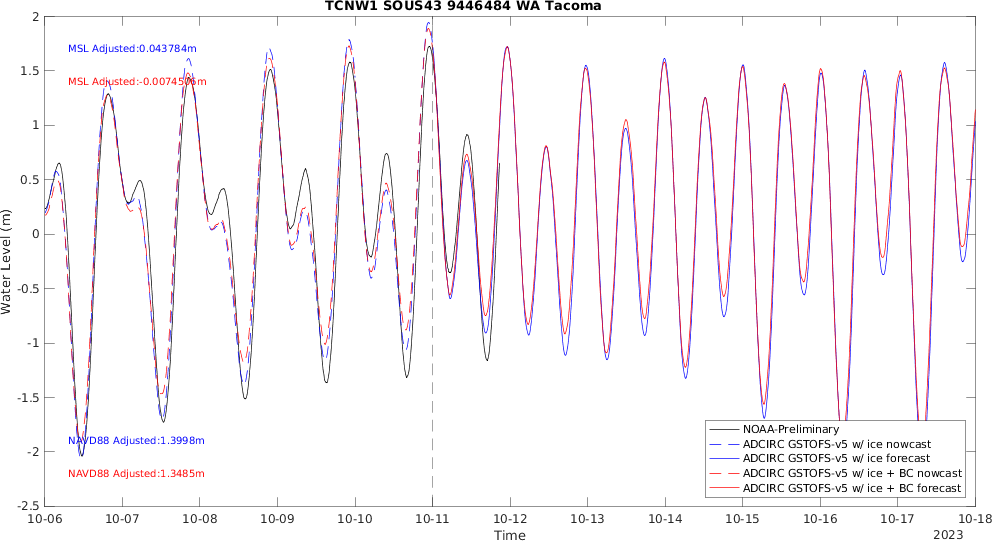 TCNW1 SOUS43 9446484 WA Tacoma
2
1.5
1
0.5
0
-0.5
-1
-1.5
-2
-2.5
Water Level (m)
MSL Adjusted:0.043784m
MSL Adjusted:-0.0074506m
NAVD88 Adjusted:1.3998m
NAVD88 Adjusted:1.3485m
NOAA-Preliminary
ADCIRC GSTOFS-v5 w/ ice nowcast
ADCIRC GSTOFS-v5 w/ ice forecast
ADCIRC GSTOFS-v5 w/ ice + BC nowcast
ADCIRC GSTOFS-v5 w/ ice + BC forecast
10-06 10-07 10-08 10-09 10-10 10-11 10-12 10-13 10-14 10-15 10-16 10-17 10-18
Time
2023